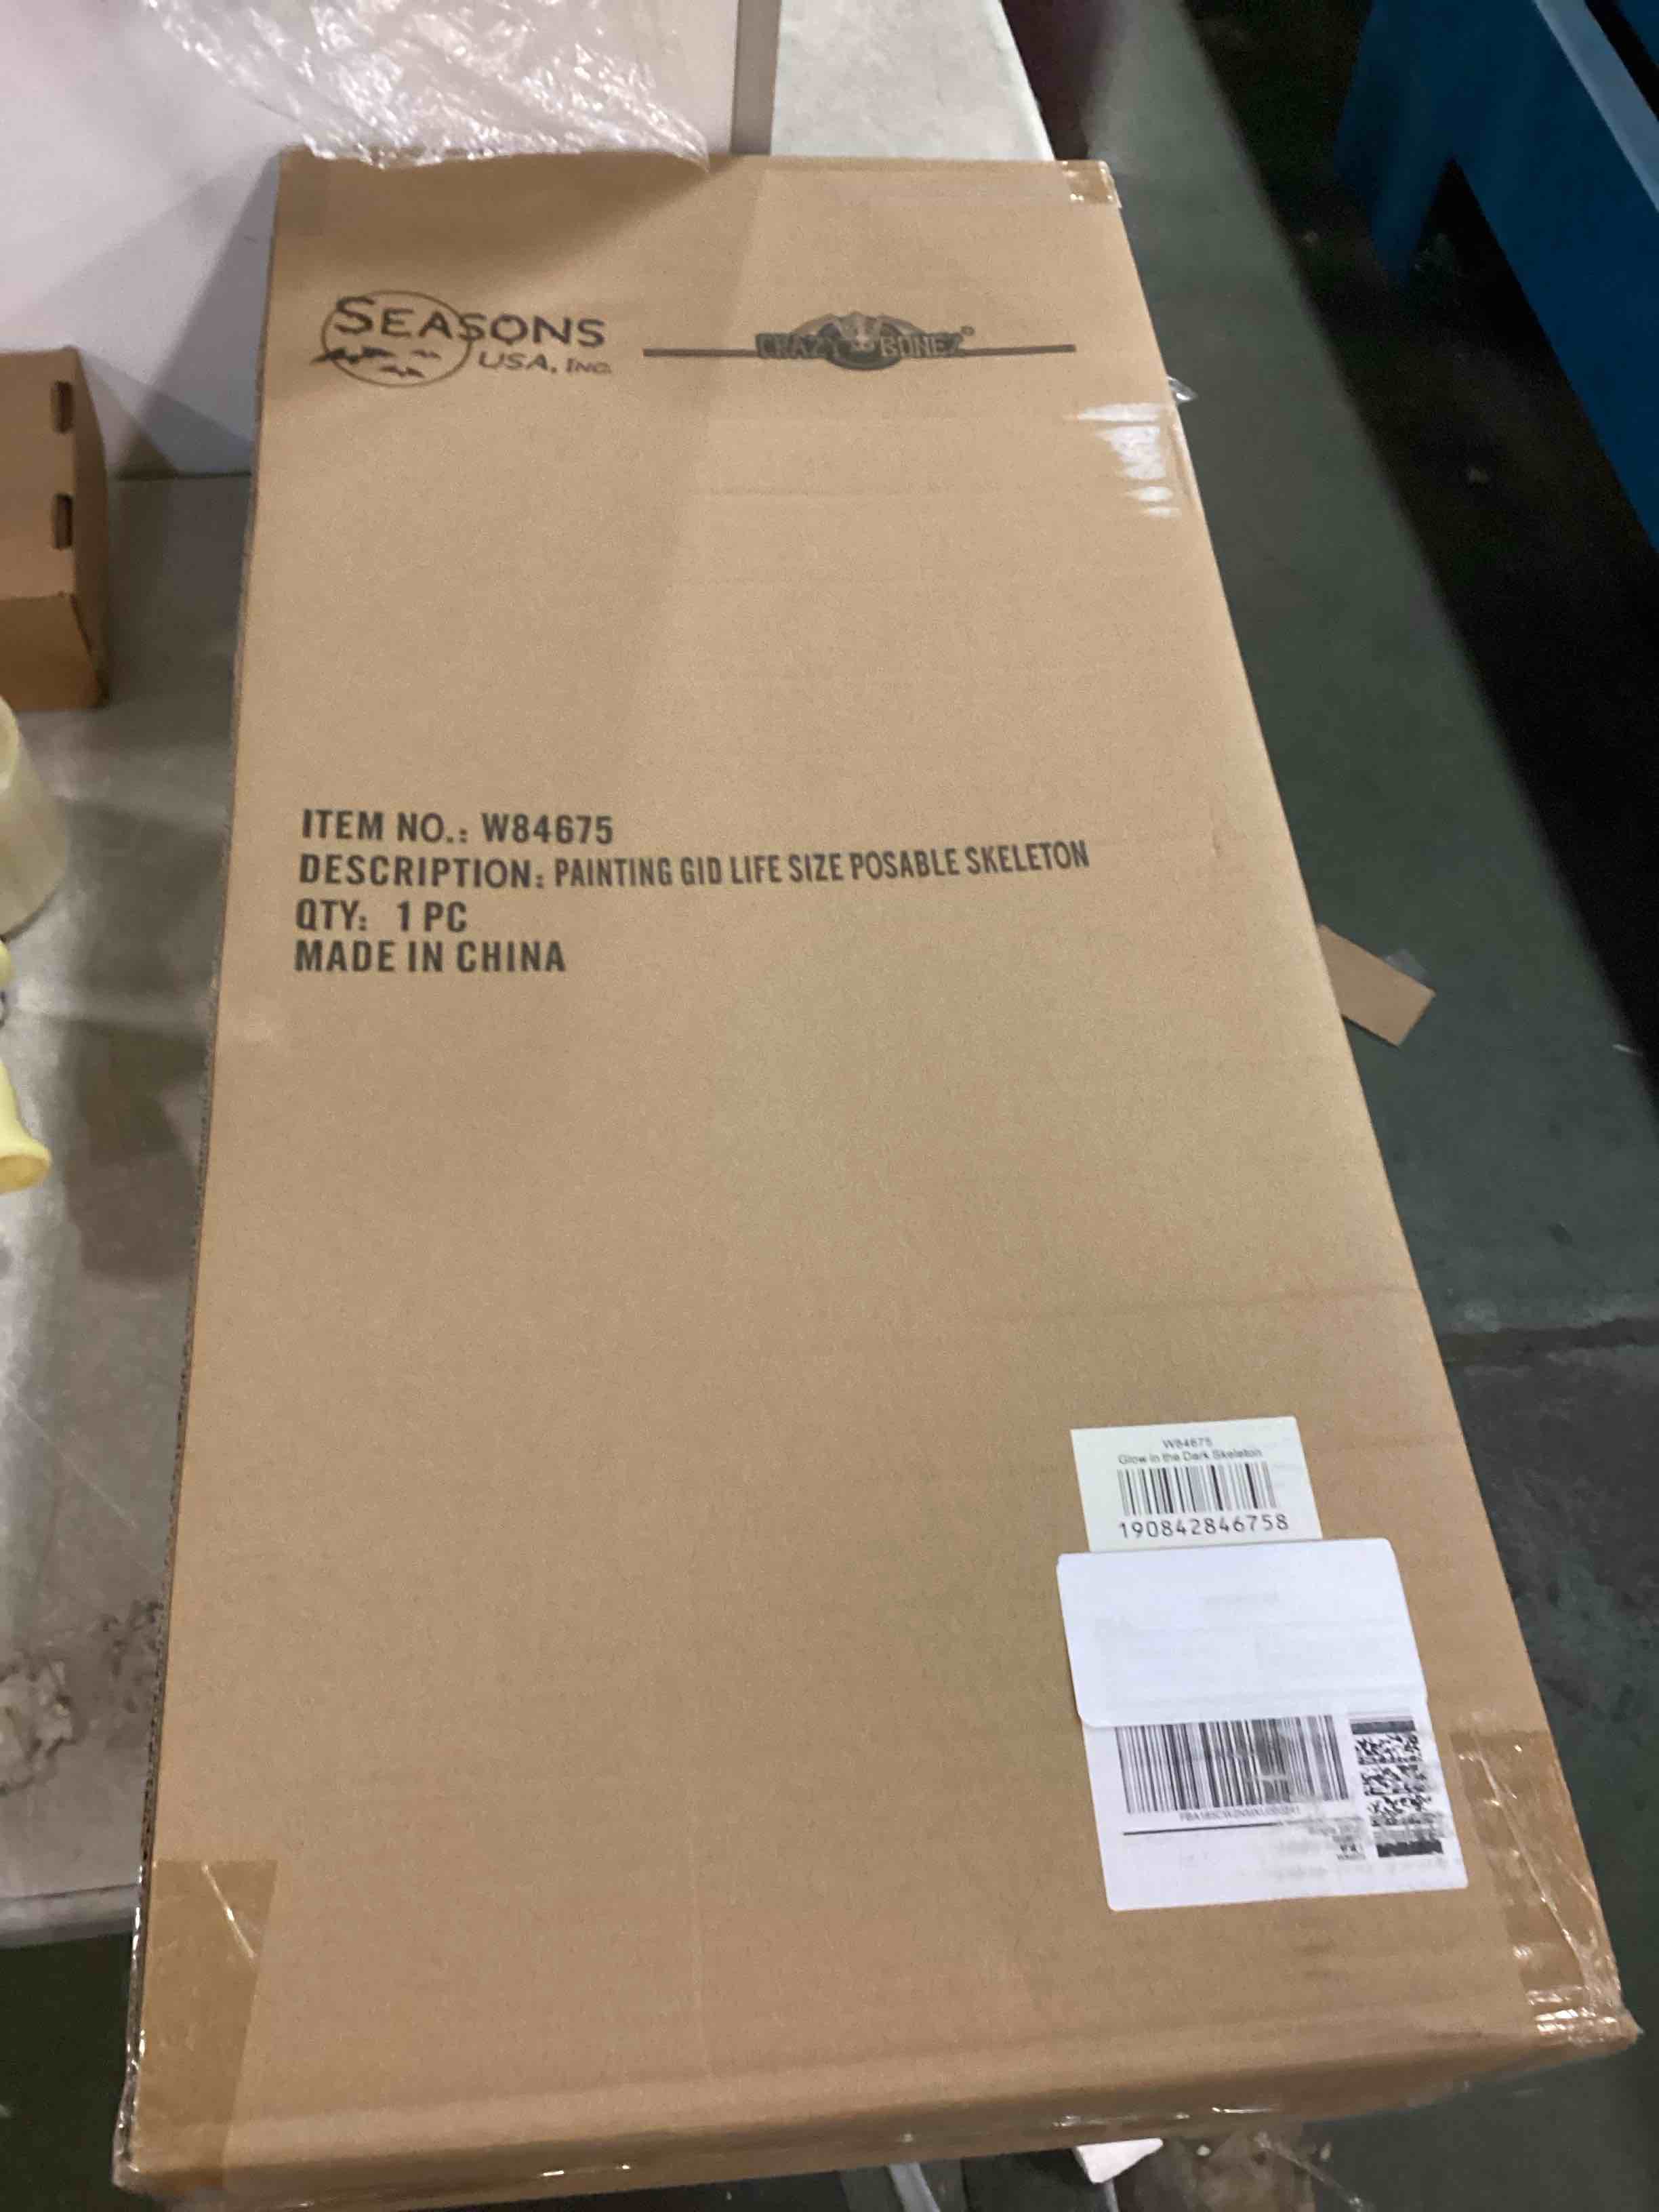 SEASONS
USA, INC.
CRAZY BONEZ®
ITEM NO.: W84675
DESCRIPTION: PAINTING GID LIFE SIZE POSABLE SKELETON
QTY: 1 PC
MADE IN CHINA
W84675
Glow in the Dark Skeleton
190842846758